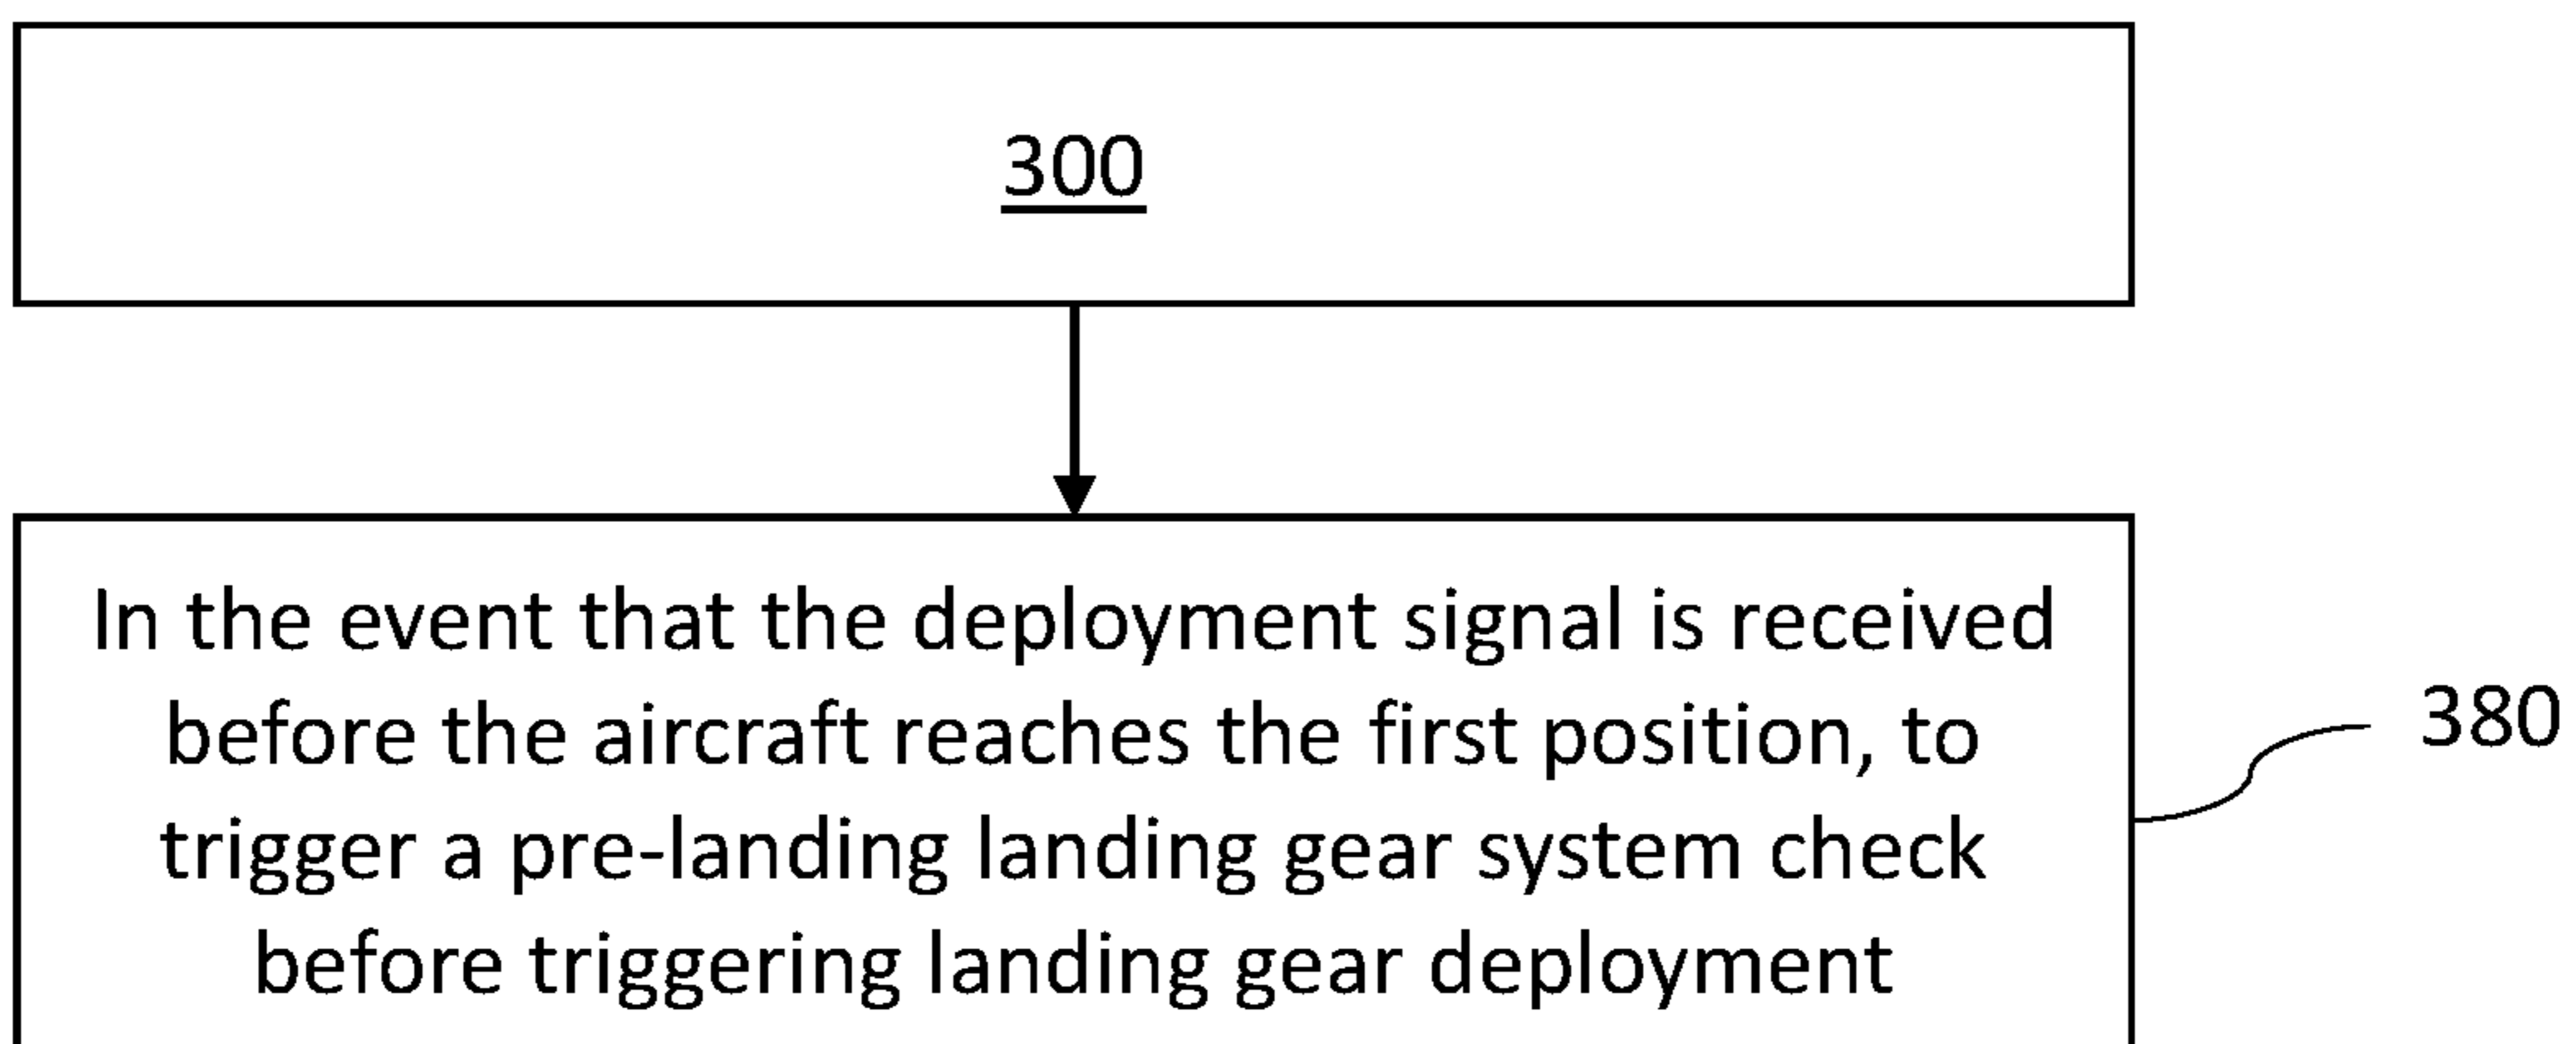 300
In the event that the deployment signal is received
before the aircraft reaches the first position, to
trigger a pre-landing landing gear system check
before triggering landing gear deployment
380